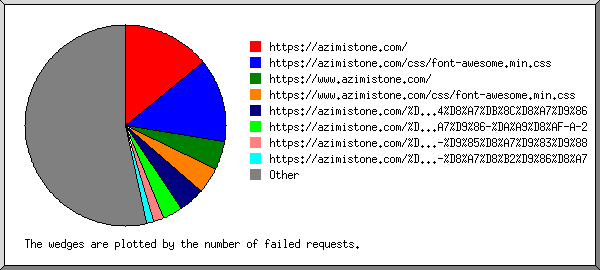 https://azimistone.com/
https://azimistone.com/css/font-awesome.min.css
https://www.azimistone.com/
https://www.azimistone.com/css/font-awesome.min.css
https://azimistone.com/%D...4%D8%A7%DB%8C%D8%A7%D9%86
https://azimistone.com/%D...A7%D9%86-%DA%A9%D8%AF-A-2
https://azimistone.com/%D...-%D9%85%D8%A7%D9%83%D9%88
https://azimistone.com/%D...-%D8%A7%D8%B2%D9%86%D8%A7
Other
The wedges are plotted by the number of failed requests.